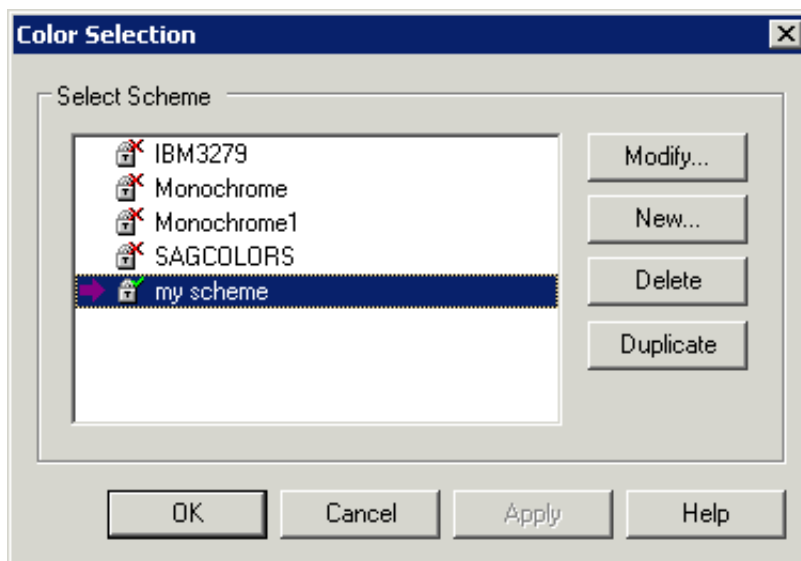 Color Selection
Select Scheme
IBM3279
Monochrome
Monochrome1
SAGCOLORS
my scheme
Modify...
New...
Delete
Duplicate
OK
Cancel
Apply
Help